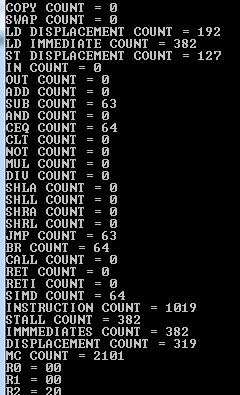 COPY COUNT = 0
SWAP COUNT = 0
LD DISPLACEMENT COUNT = 192
LD IMMEDIATE COUNT = 382
ST DISPLACEMENT COUNT = 127
IN COUNT = 0
OUT COUNT = 0
ADD COUNT = 0
SUB COUNT = 63
AND COUNT = 0
CEQ COUNT = 64
CLT COUNT = 0
NOT COUNT = 0
MUL COUNT = 0
DIV COUNT = 0
SHLA COUNT = 0
SHLL COUNT = 0
SHRA COUNT = 0
SHRL COUNT = 0
JMP COUNT = 63
BR COUNT = 64
CALL COUNT = 0
RET COUNT = 0
RETI COUNT = 0
SIMD COUNT = 64
INSTRUCTION COUNT = 1019
STALL COUNT = 382
IMMMEDIATES COUNT = 382
DISPLACEMENT COUNT = 319
MC COUNT = 2101
R0 = 00
R1 = 00
R2 = 20